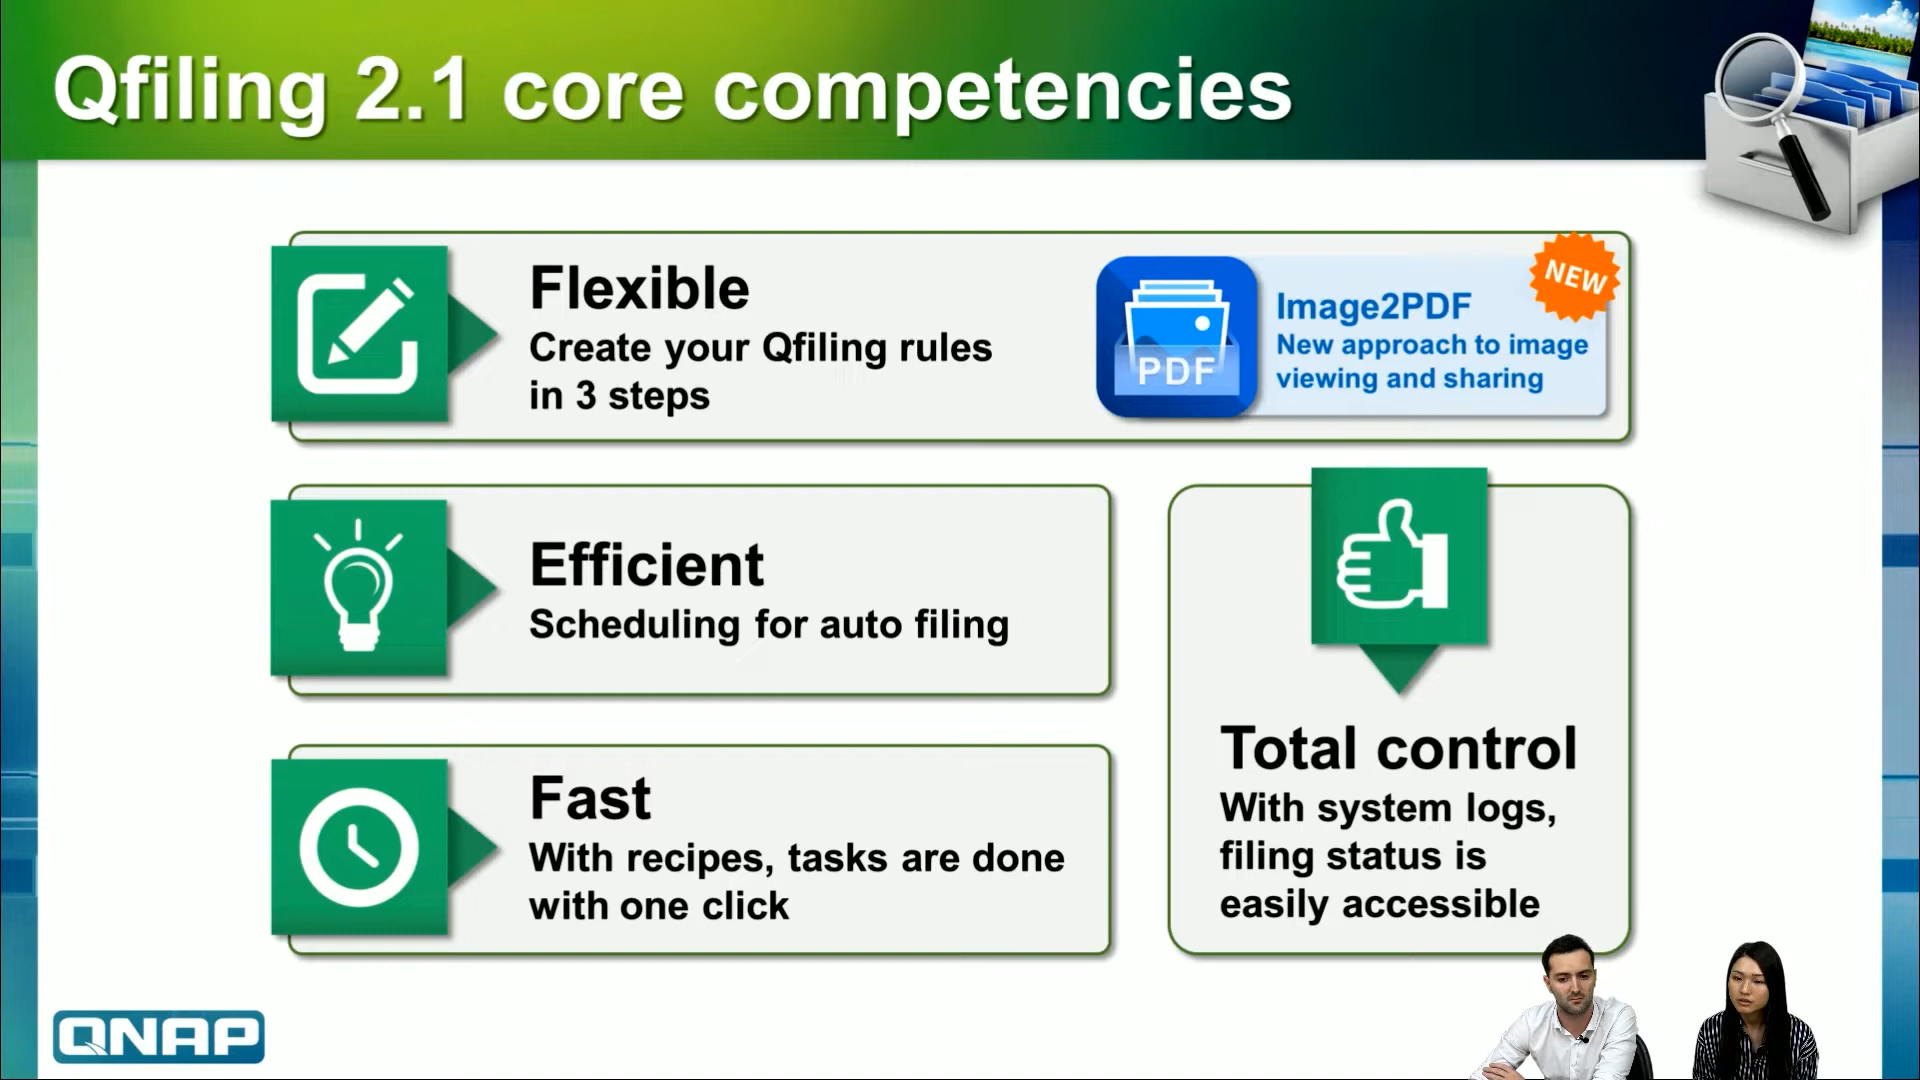 Qfiling 2.1 core competencies
Flexible
Create your Qfiling rules
in 3 steps
PDF
Image2PDF
New approach to image
viewing and sharing
NEW
Efficient
Scheduling for auto filing
Fast
With recipes, tasks are done
with one click
Total control
With system logs,
filing status is
easily accessible
QNAP